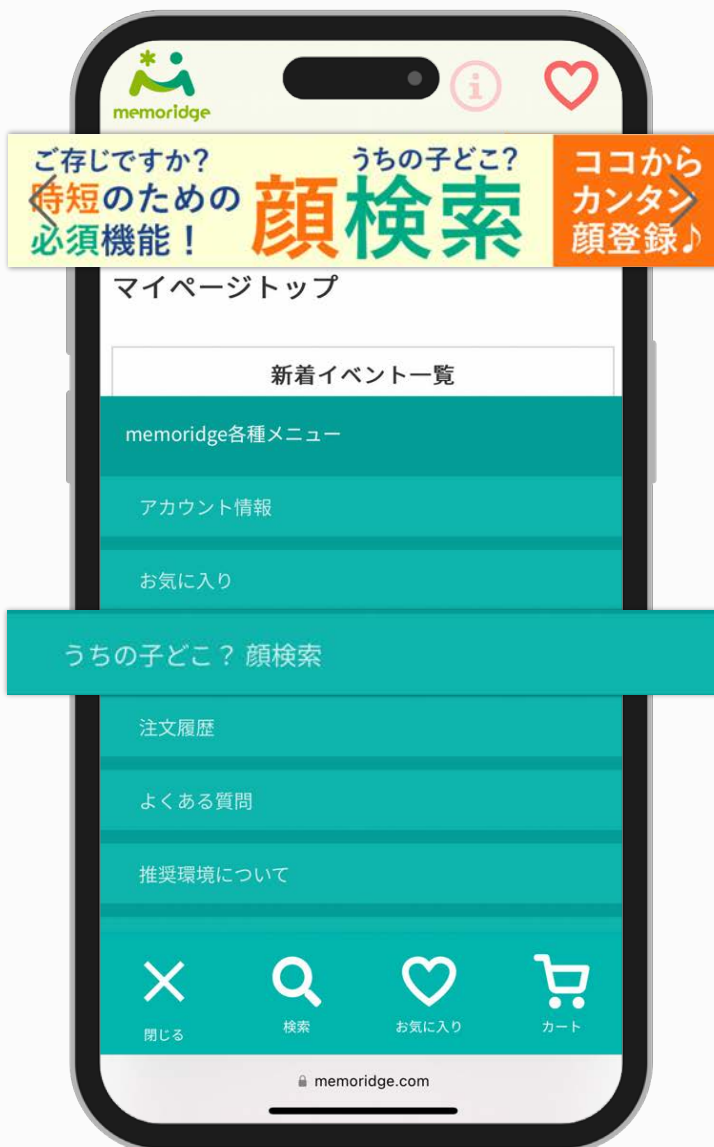 memoridge
ご存じですか?
時短のための
必須機能!
うちの子どこ?
顔検索
ココから
カンタン
顔登録♪
マイページトップ
新着イベント一覧
memoridge各種メニュー
アカウント情報
お気に入り
うちの子どこ? 顔検索
注文履歴
よくある質問
推奨環境について
閉じる
検索
お気に入り
カート
memoridge.com